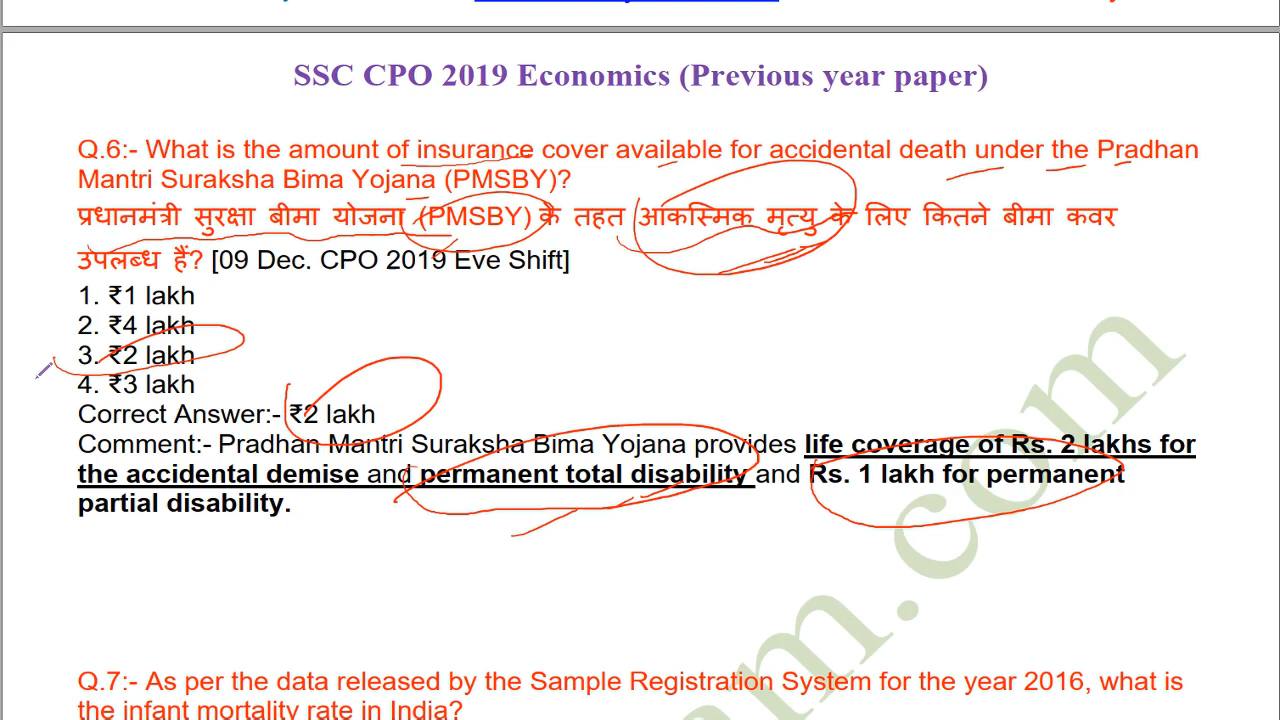 SSC CPO 2019 Economics (Previous year paper)
Q.6:- What is the amount of insurance cover available for accidental death under the Pradhan
Mantri Suraksha Bima Yojana (PMSBY)?
प्रधानमंत्री सुरक्षा बीमा योजना (PMSBY) के तहत आकस्मिक मृत्यु के लिए कितने बीमा कवर
उपलब्ध हैं? [09 Dec. CPO 2019 Eve Shift]
1. ₹1 lakh
2. ₹4 lakh
3. ₹2 lakh
4. ₹3 lakh
Correct Answer:- ₹2 lakh
Comment:- Pradhan Mantri Suraksha Bima Yojana provides life coverage of Rs. 2 lakhs for
the accidental demise and permanent total disability and Rs. 1 lakh for permanent
partial disability.
m.com
Q.7:- As per the data released by the Sample Registration System for the year 2016, what is
the infant mortality rate in India?